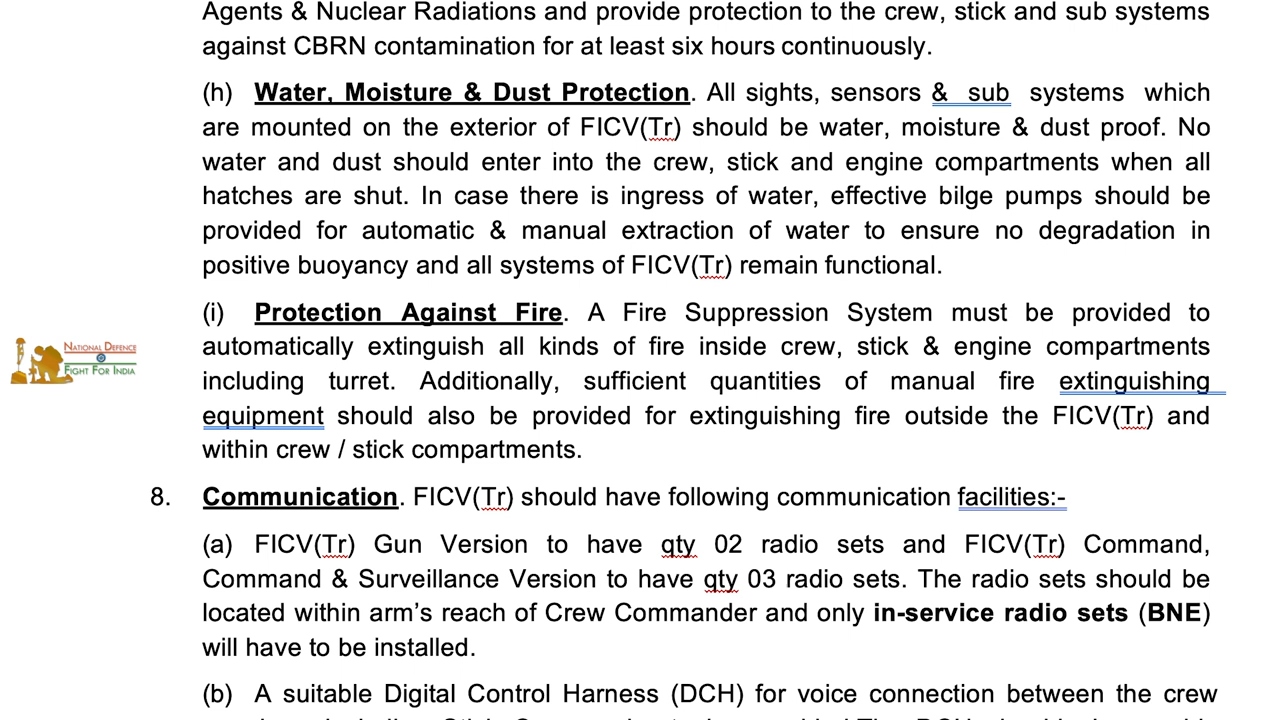 Agents & Nuclear Radiations and provide protection to the crew, stick and sub systems
against CBRN contamination for at least six hours continuously.
(h) Water, Moisture & Dust Protection. All sights, sensors & sub systems which
are mounted on the exterior of FICV(Tr) should be water, moisture & dust proof. No
water and dust should enter into the crew, stick and engine compartments when all
hatches are shut. In case there is ingress of water, effective bilge pumps should be
provided for automatic & manual extraction of water to ensure no degradation in
positive buoyancy and all systems of FICV(Tr) remain functional.
(i) Protection Against Fire. A Fire Suppression System must be provided to
automatically extinguish all kinds of fire inside crew, stick & engine compartments
including turret. Additionally, sufficient quantities of manual fire extinguishing
equipment should also be provided for extinguishing fire outside the FICV(Tr) and
within crew / stick compartments.
NATIONAL DEFENCE
FIGHT FOR INDIA
8. Communication. FICV(Tr) should have following communication facilities:-
(a) FICV(Tr) Gun Version to have qty 02 radio sets and FICV(Tr) Command,
Command & Surveillance Version to have qty 03 radio sets. The radio sets should be
located within arm's reach of Crew Commander and only in-service radio sets (BNE)
will have to be installed.
(b) A suitable Digital Control Harness (DCH) for voice connection between the crew